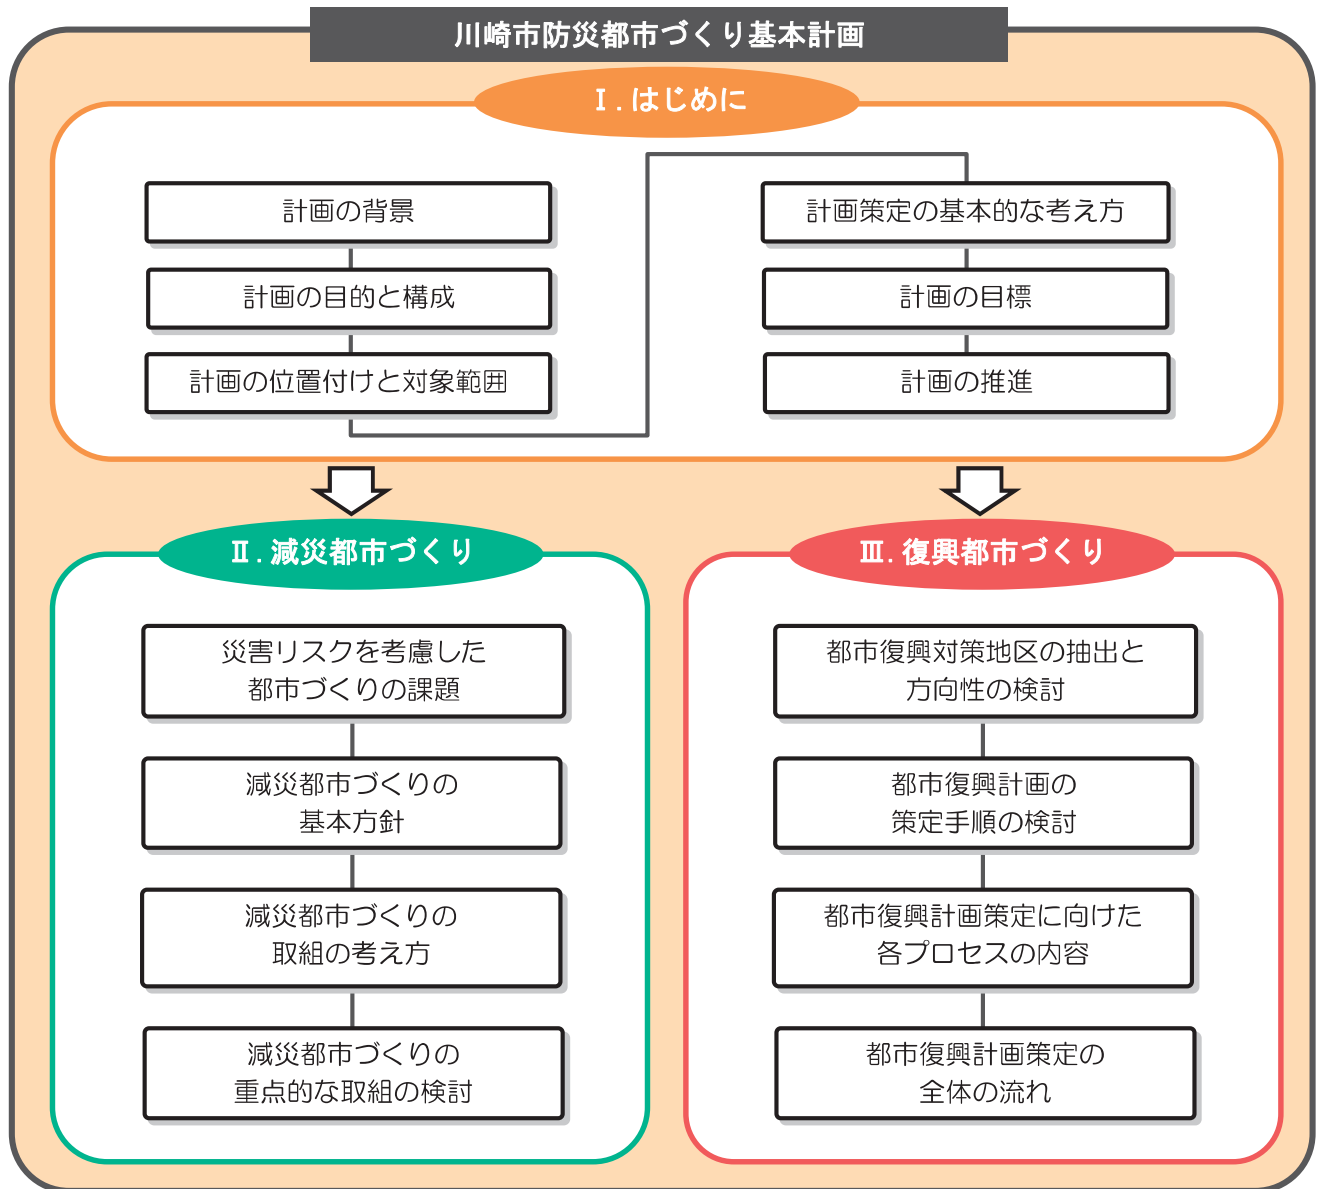 川崎市防災都市づくり基本計画
Ⅰ．はじめに
計画の背景
計画の目的と構成
計画の位置付けと対象範囲
計画策定の基本的な考え方
計画の目標
計画の推進
Ⅱ．減災都市づくり
災害リスクを考慮した
都市づくりの課題
減災都市づくりの
基本方針
減災都市づくりの
取組の考え方
減災都市づくりの
重点的な取組の検討
Ⅲ．復興都市づくり
都市復興対策地区の抽出と
方向性の検討
都市復興計画の
策定手順の検討
都市復興計画策定に向けた
各プロセスの内容
都市復興計画策定の
全体の流れ